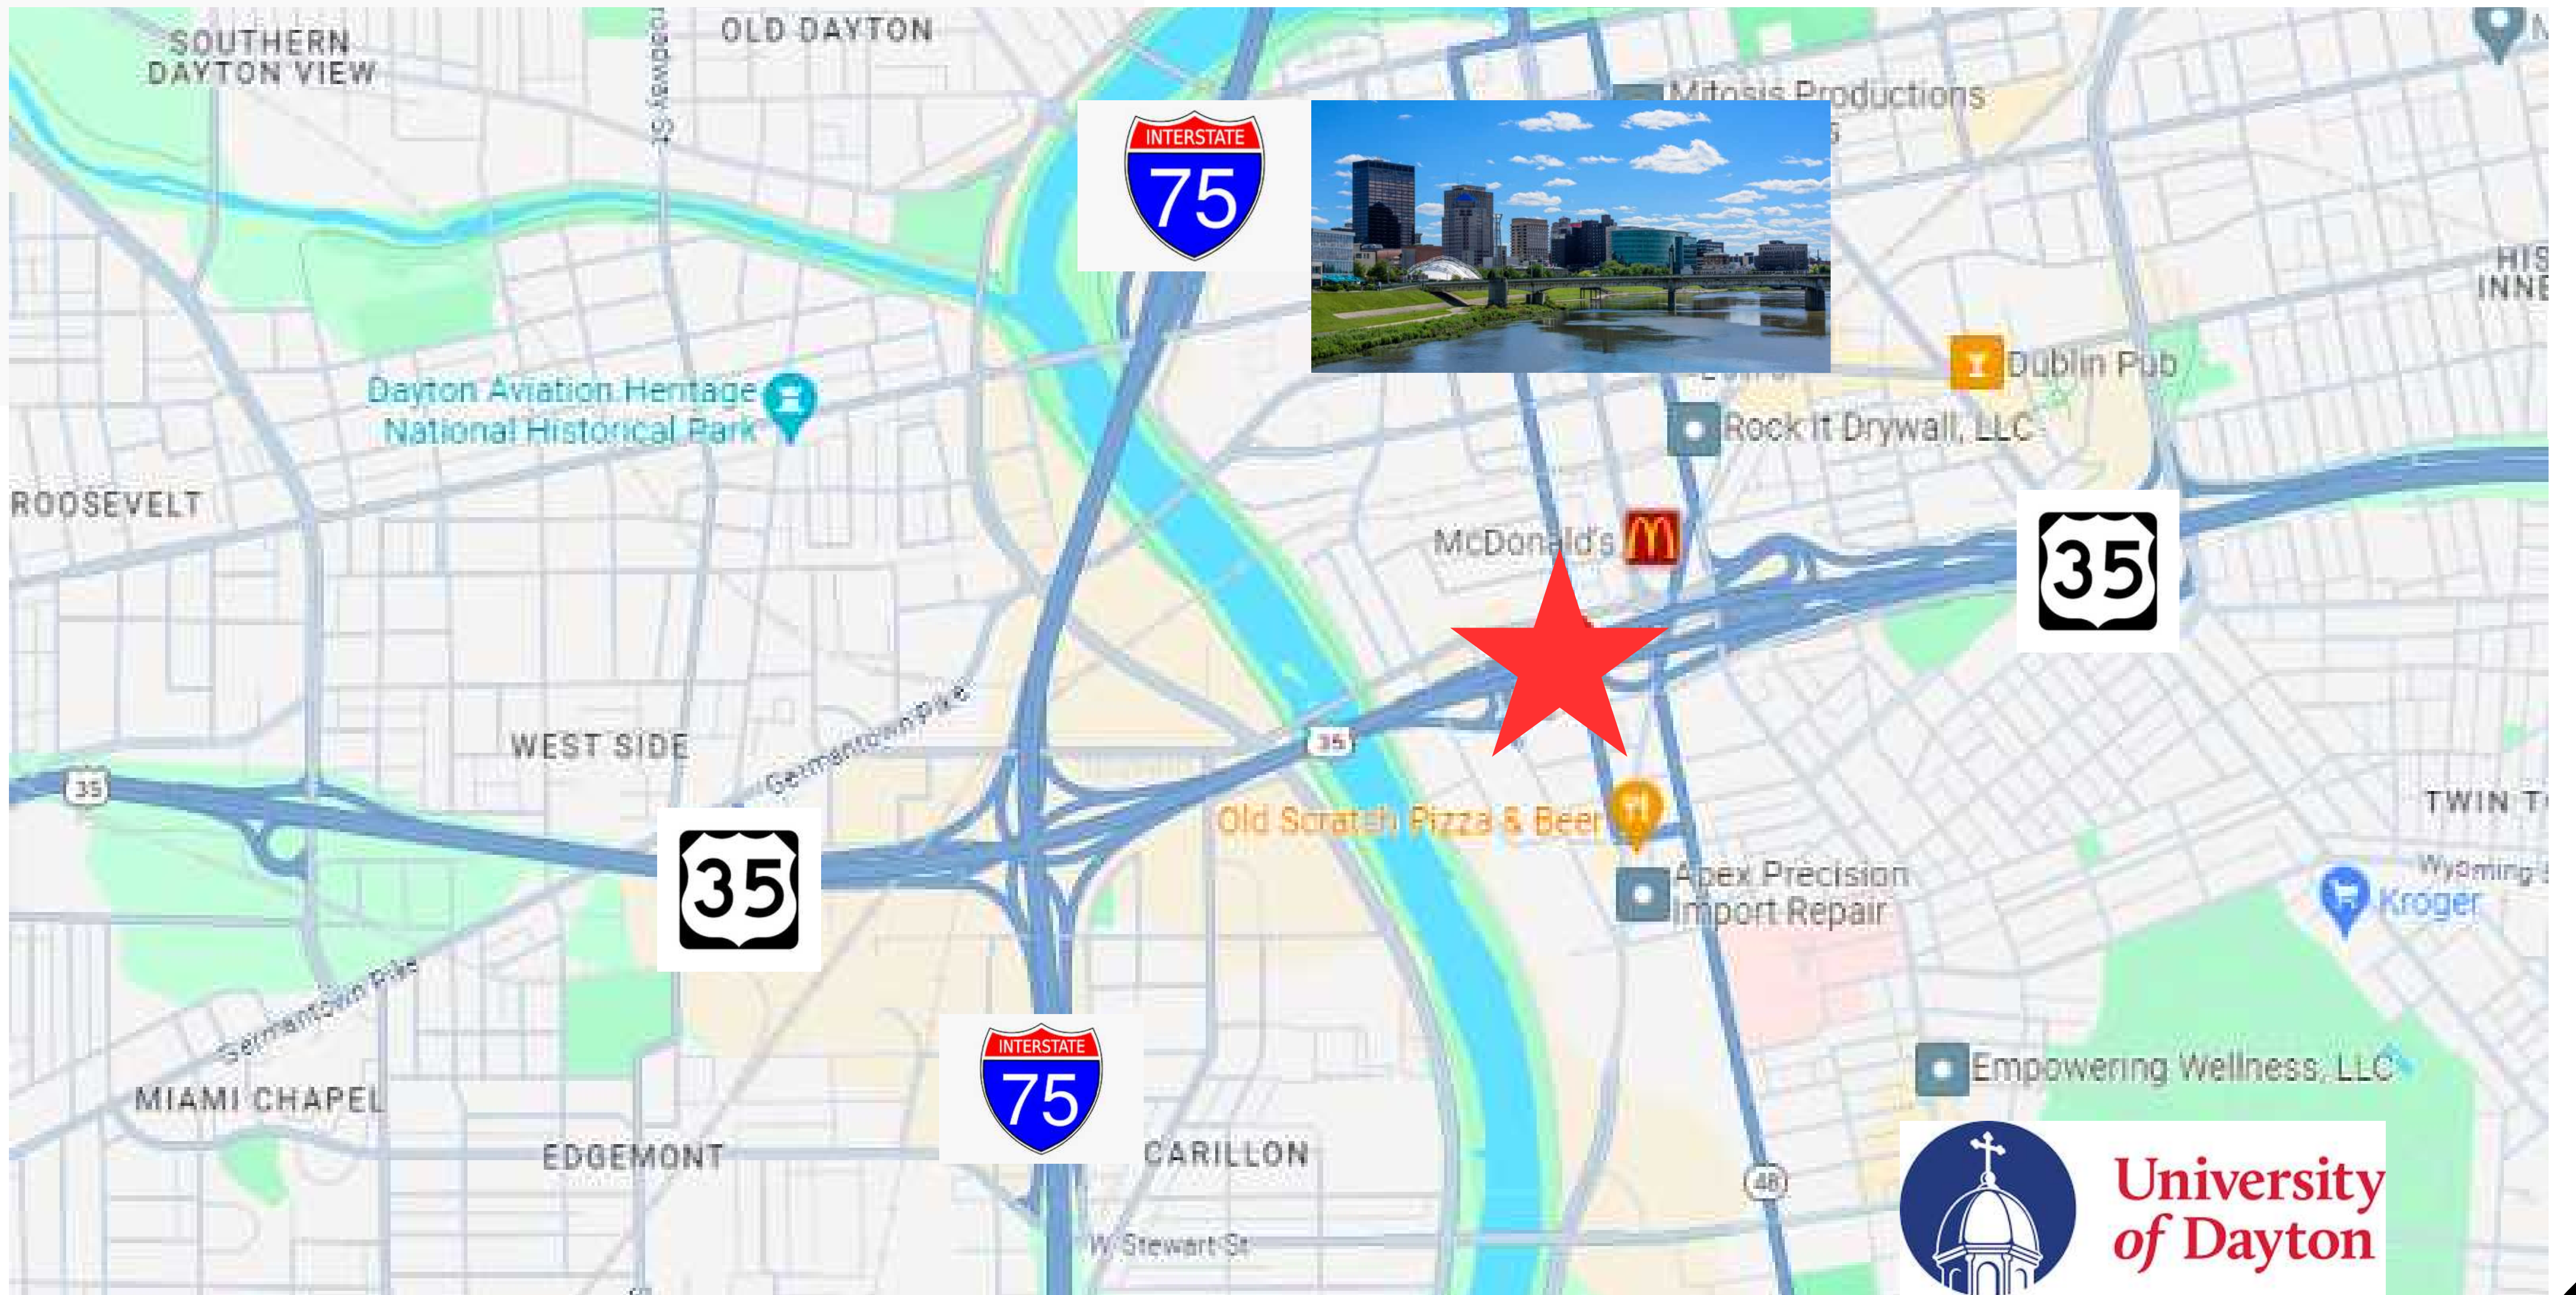 SOUTHERN
DAYTON VIEW
OLD DAYTON
Mitosis Productions
INTERSTATE
75
HIS
INNE
Dublin Pub
Dayton Aviation Heritage
National Historical Park
Rock It Drywall, LLC
ROOSEVELT
McDonald's
35
Germantown Pike
WEST SIDE
35
35
TWIN T
Old Scratch Pizza & Beer
35
Apex Precision
Import Repair
Wyoming
Kroger
Germantown Pike
INTERSTATE
75
Empowering Wellness, LLC
MIAMI CHAPEL
EDGEMONT
CARILLON
48
University
of Dayton
W Stewart St